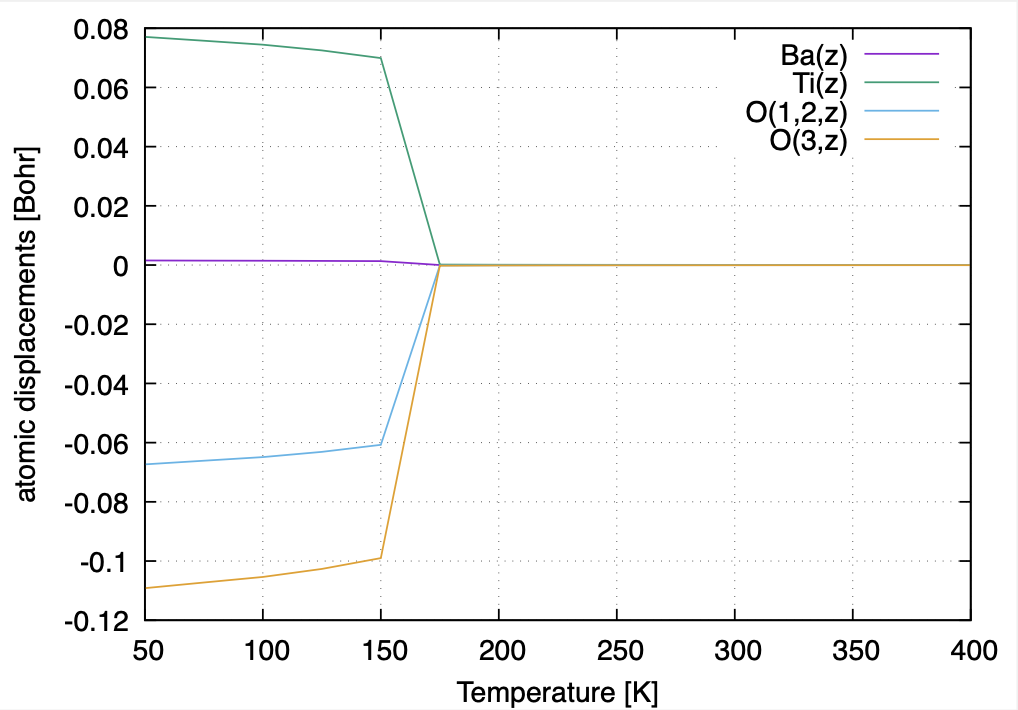 0.08
0.06
0.04
0.02
0
-0.02
-0.04
-0.06
-0.08
-0.1
-0.12
atomic displacements [Bohr]
Ba(z)
Ti(z)
O(1,2,z)
O(3,z)
50 100 150 200 250 300 350 400
Temperature [K]